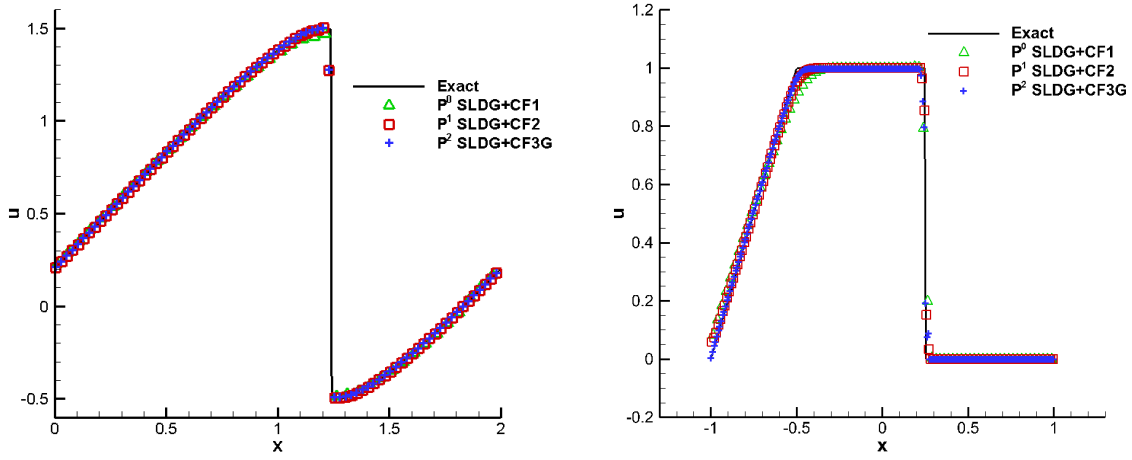 1.5
1
0.5
0
-0.5
u
0
0.5
1
1.5
2
x
Exact
P⁰ SLDG+CF1
P¹ SLDG+CF2
P² SLDG+CF3G
1.2
1
0.8
0.6
0.4
0.2
0
-0.2
u
-1
-0.5
0
0.5
1
x
Exact
P⁰ SLDG+CF1
P¹ SLDG+CF2
P² SLDG+CF3G